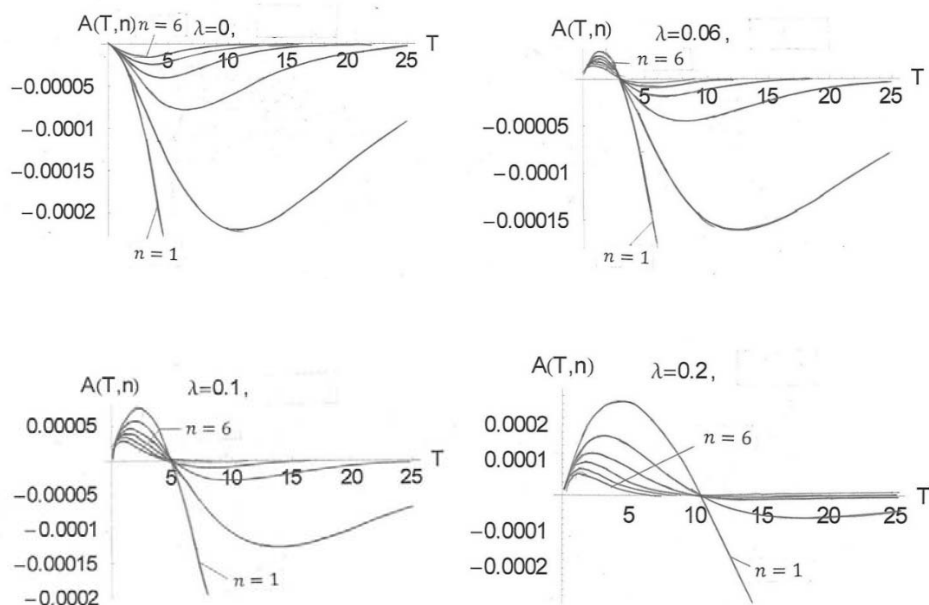 A(T,n) n = 6 λ=0, T
5 10 15 20 25
−0.00005
−0.0001
−0.00015
−0.0002
n = 1
A(T,n) λ=0.06,
n = 6 T
5 10 15 20 25
−0.00005
−0.0001
−0.00015
n = 1
A(T,n) λ=0.1,
0.00005
n = 6
T
5 10 15 20 25
−0.00005
−0.0001
−0.00015
−0.0002
n = 1
A(T,n) λ=0.2,
0.0002
n = 6
0.0001
T
5 10 15 20 25
−0.0001
−0.0002
n = 1